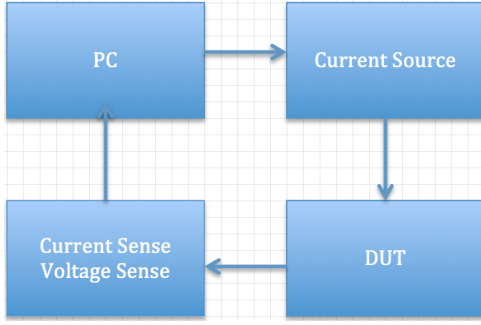 PC
Current Source
Current Sense
Voltage Sense
DUT